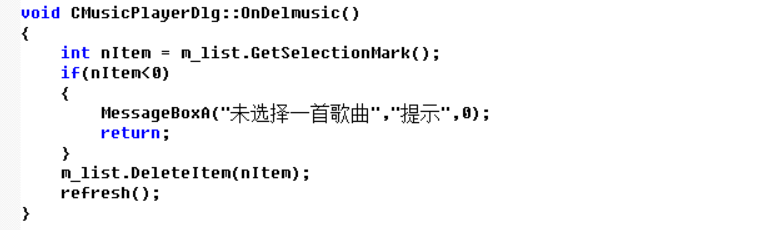 void CMusicPlayerDlg::OnDelmusic()
{
    int nItem = m_list.GetSelectionMark();
    if(nItem<0)
    {
        MessageBoxA("未选择一首歌曲","提示",0);
        return;
    }
    m_list.DeleteItem(nItem);
    refresh();
}